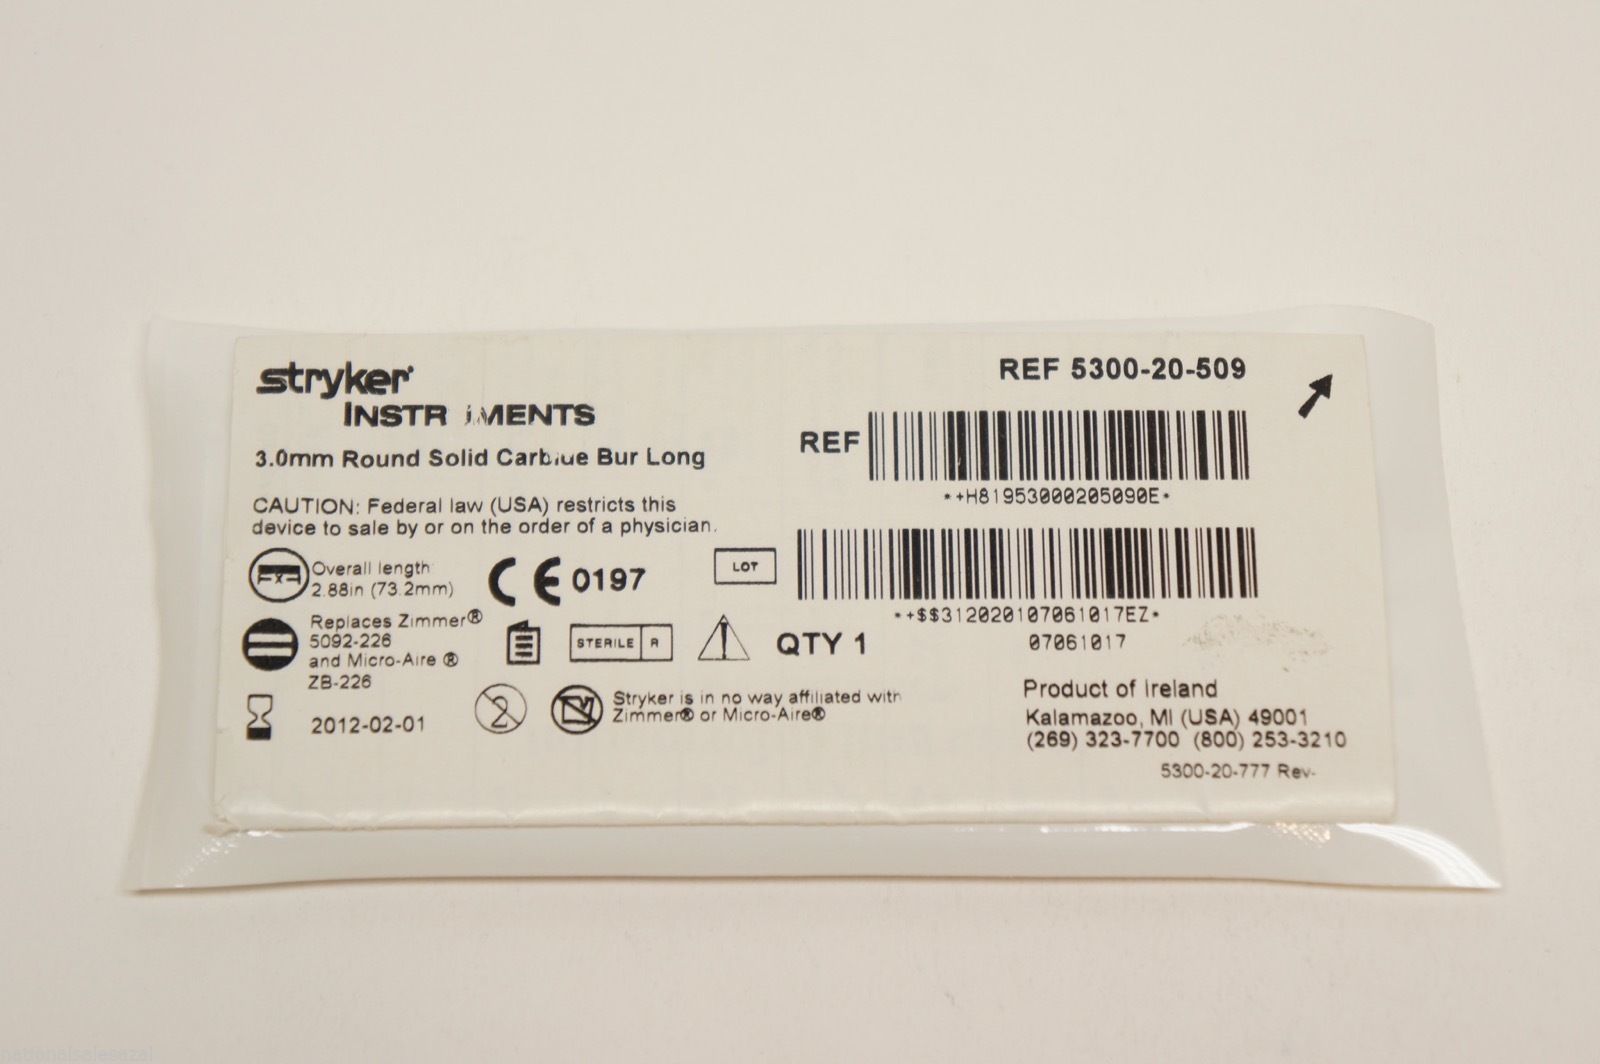 stryker
INSTR MENTS
3.0mm Round Solid Carbide Bur Long
CAUTION: Federal law (USA) restricts this
device to sale by or on the order of a physician.
Overall length
2.88in (73.2mm)
Replaces Zimmer®
5092-226
and Micro-Aire ®
ZB-226
2012-02-01
CE 0197
LOT
STERILE R
QTY 1
2
Stryker is in no way affiliated with
Zimmer® or Micro-Aire®
REF 5300-20-509
REF
*+H81953000205090E*
*+$$312020107061017EZ*
07061017
Product of Ireland
Kalamazoo, MI (USA) 49001
(269) 323-7700 (800) 253-3210
5300-20-777 Rev-
nationalsalesazal